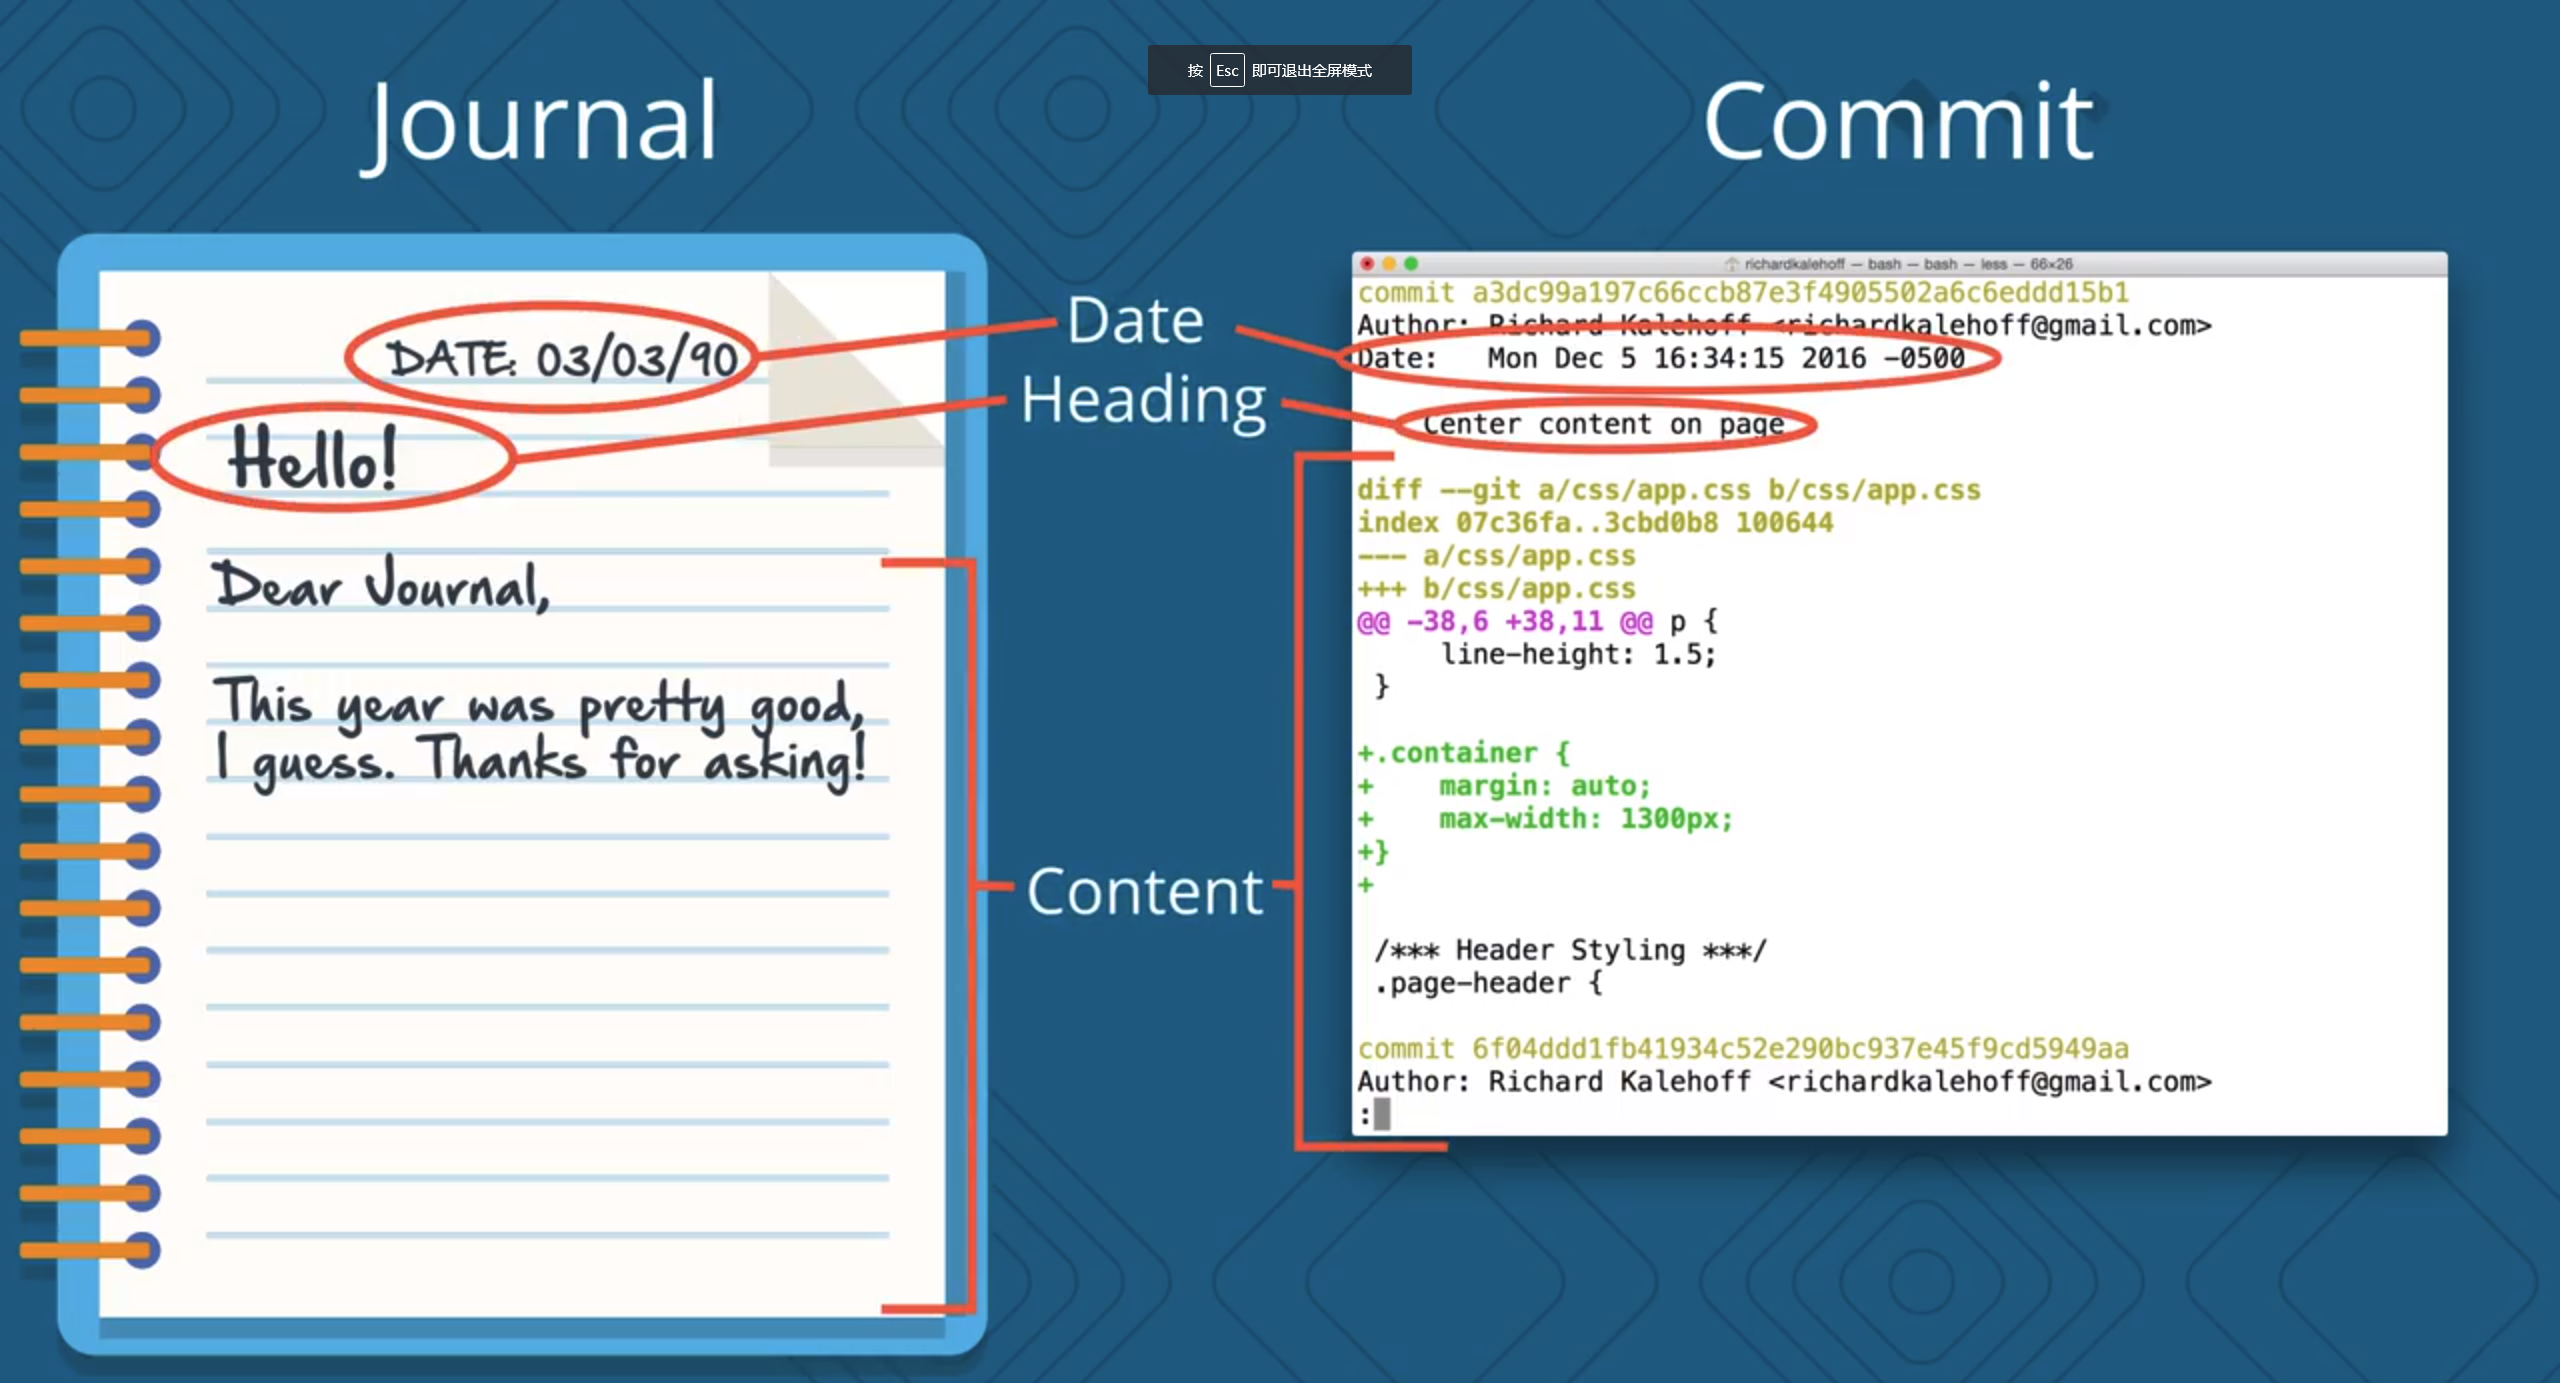 按 Esc 即可退出全屏模式
Journal
Commit
DATE: 03/03/90
Hello!
Dear Journal,
This year was pretty good,
I guess. Thanks for asking!
Date
Heading
Content
richardkalehoff — bash — bash — less — 66×26
commit a3dc99a197c66ccb87e3f4905502a6c6eddd15b1
Author: Richard Kalehoff <richardkalehoff@gmail.com>
Date:   Mon Dec 5 16:34:15 2016 -0500
    Center content on page
diff --git a/css/app.css b/css/app.css
index 07c36fa..3cbd0b8 100644
--- a/css/app.css
+++ b/css/app.css
@@ -38,6 +38,11 @@ p {
     line-height: 1.5;
 }
+.container {
+    margin: auto;
+    max-width: 1300px;
+}
+
 /*** Header Styling ***/
 .page-header {
commit 6f04ddd1fb41934c52e290bc937e45f9cd5949aa
Author: Richard Kalehoff <richardkalehoff@gmail.com>
: